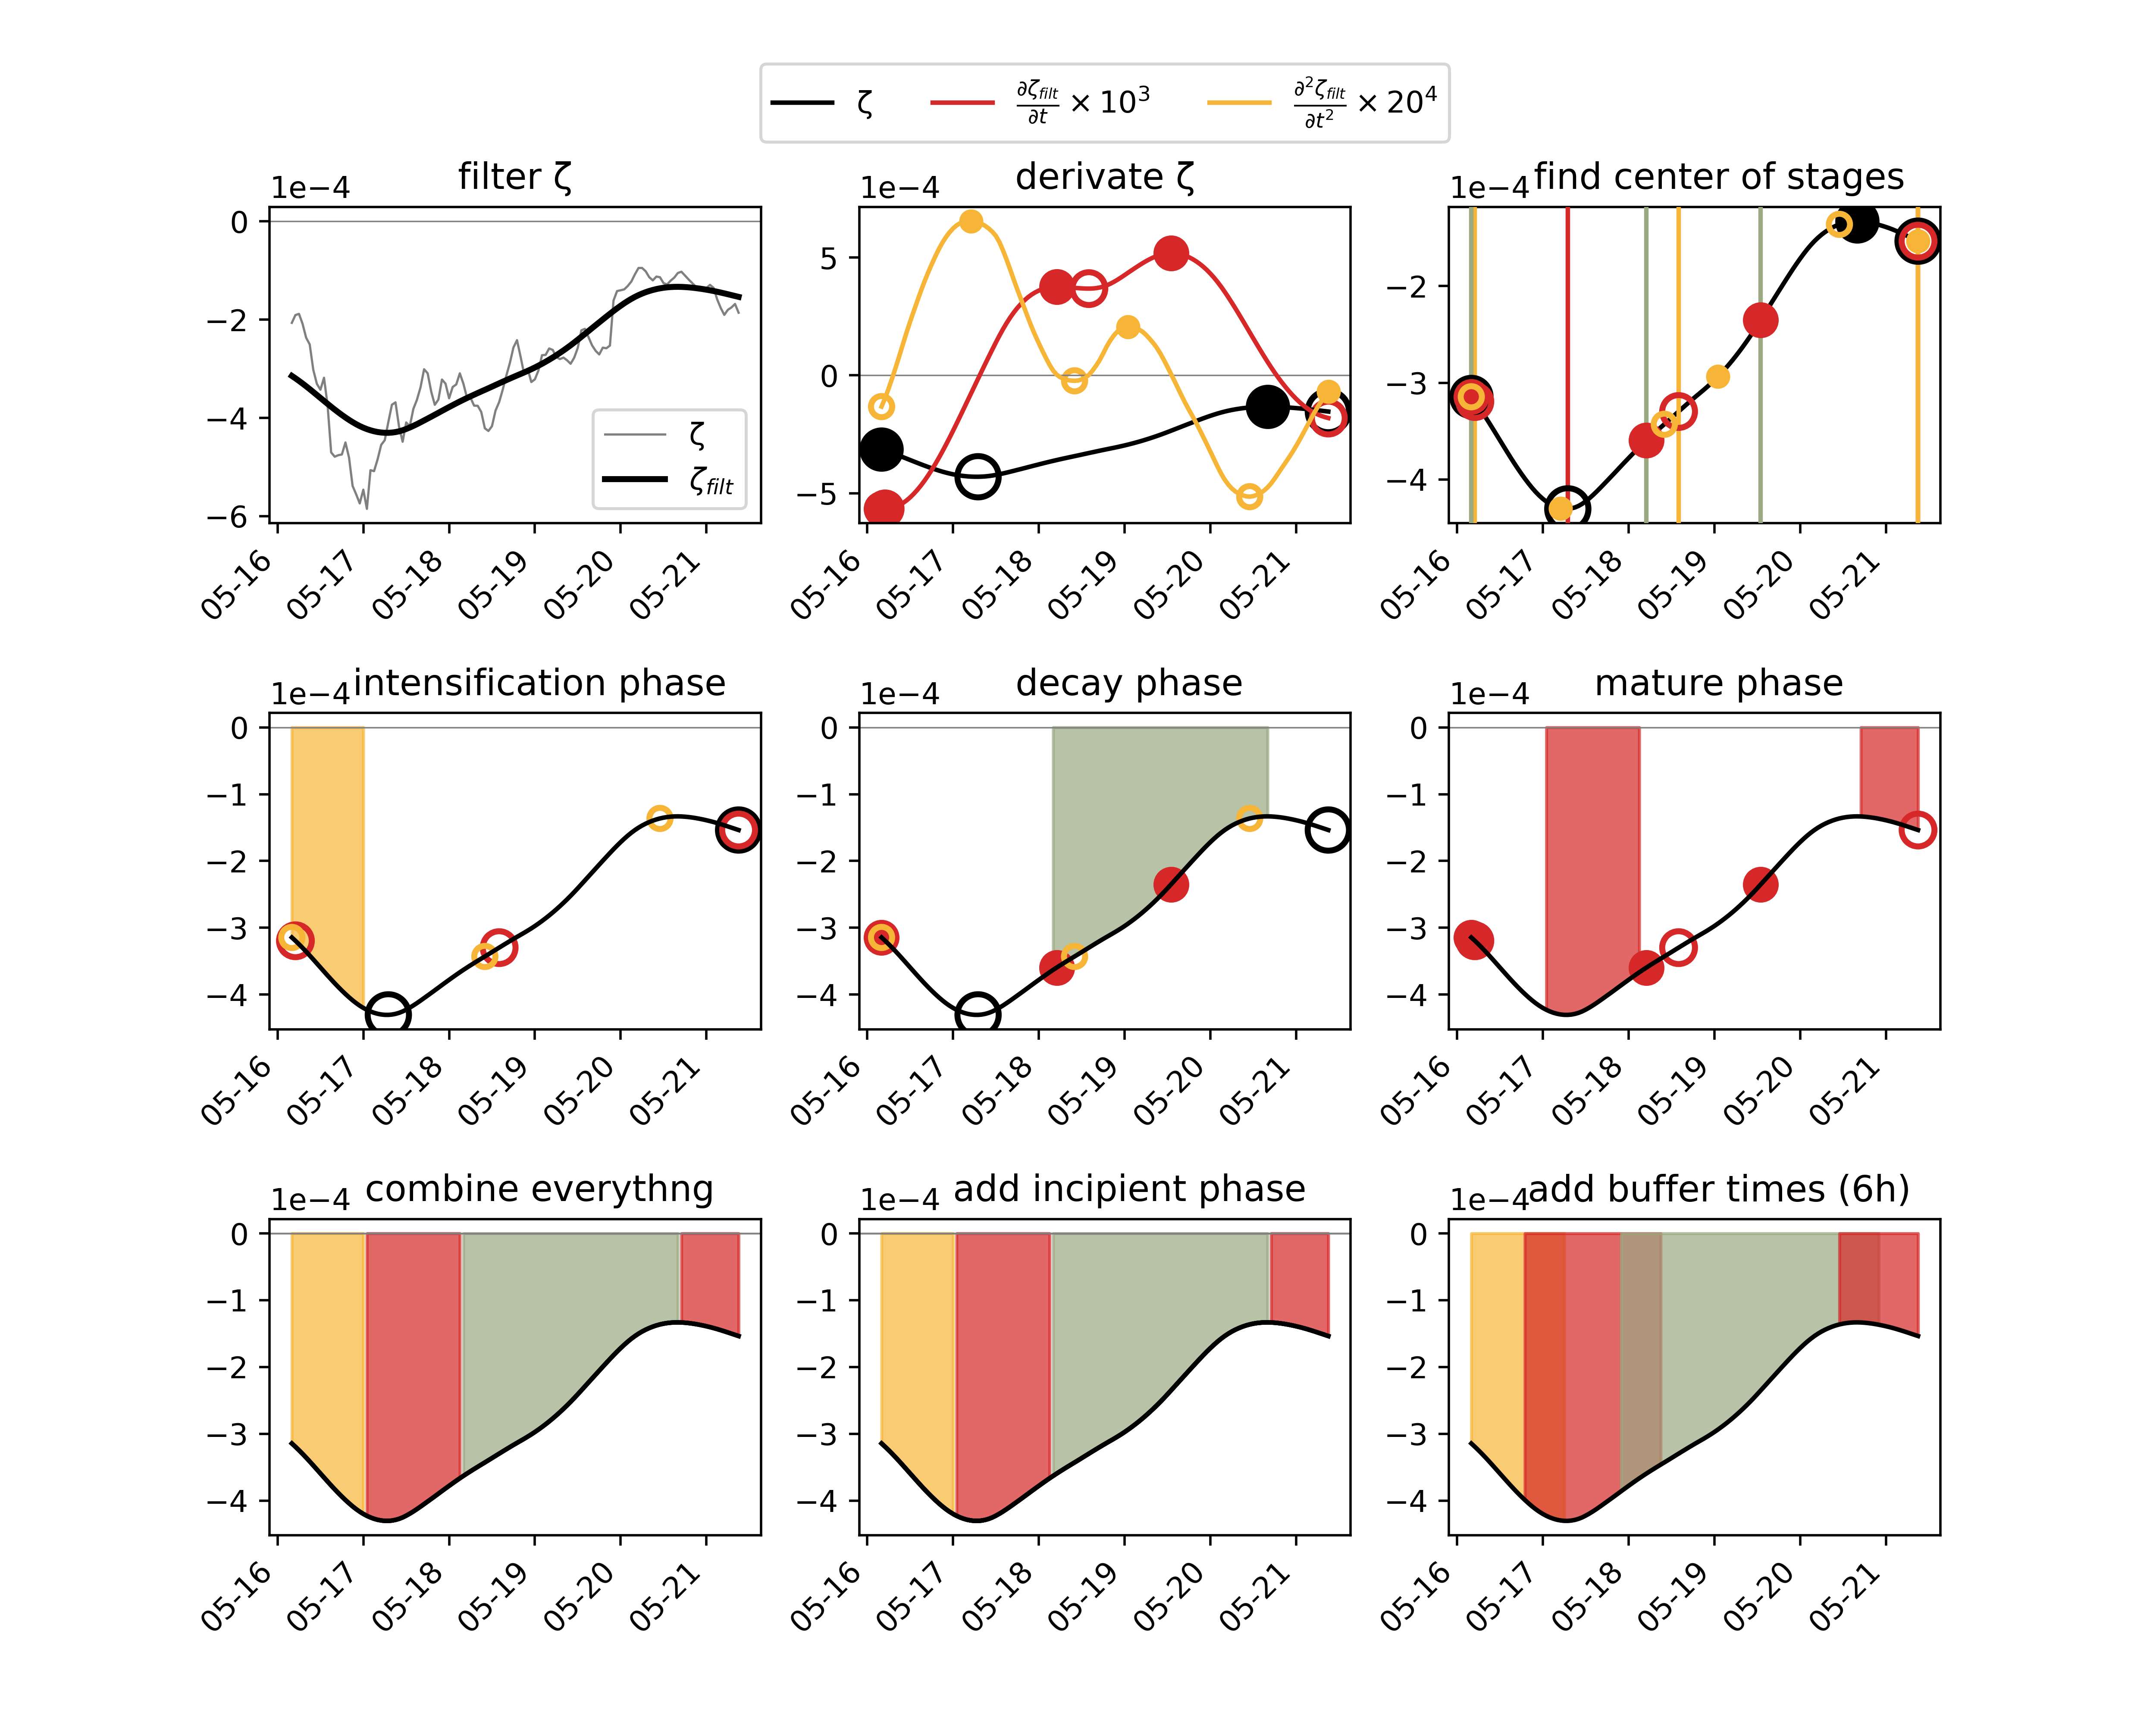 ζ ∂ζfilt/∂t × 10³ ∂²ζfilt/∂t² × 20⁴
filter ζ
1e−4
0
−2
−4
−6
ζ
ζfilt
05-16 05-17 05-18 05-19 05-20 05-21
derivate ζ
1e−4
5
0
−5
05-16 05-17 05-18 05-19 05-20 05-21
find center of stages
1e−4
−2
−3
−4
05-16 05-17 05-18 05-19 05-20 05-21
intensification phase
1e−4
0
−1
−2
−3
−4
05-16 05-17 05-18 05-19 05-20 05-21
decay phase
1e−4
0
−1
−2
−3
−4
05-16 05-17 05-18 05-19 05-20 05-21
mature phase
1e−4
0
−1
−2
−3
−4
05-16 05-17 05-18 05-19 05-20 05-21
combine everythng
1e−4
0
−1
−2
−3
−4
05-16 05-17 05-18 05-19 05-20 05-21
add incipient phase
1e−4
0
−1
−2
−3
−4
05-16 05-17 05-18 05-19 05-20 05-21
add buffer times (6h)
1e−4
0
−1
−2
−3
−4
05-16 05-17 05-18 05-19 05-20 05-21